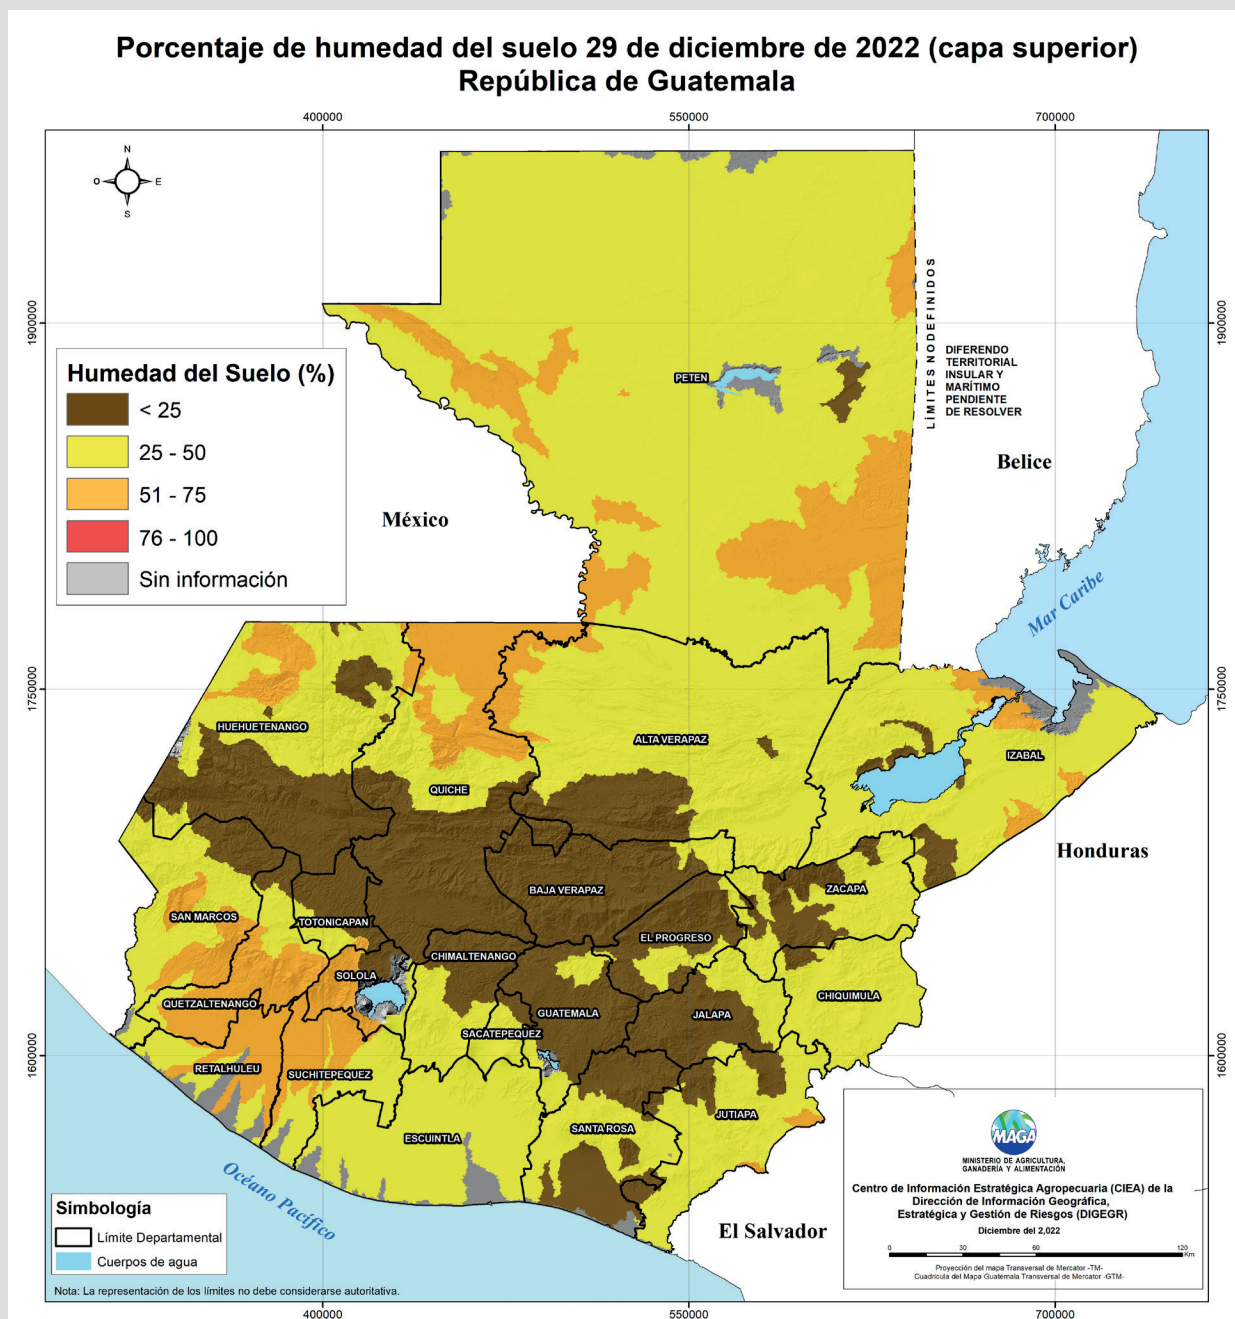 Porcentaje de humedad del suelo 29 de diciembre de 2022 (capa superior)
República de Guatemala
400000
550000
700000
N
O
E
S
1900000
1900000
Humedad del Suelo (%)
< 25
25 - 50
51 - 75
76 - 100
Sin información
PETEN
LÍMITES NODEFINIDOS
DIFERENDO
TERRITORIAL
INSULAR Y
MARÍTIMO
PENDIENTE
DE RESOLVER
Belice
México
Mar Caribe
1750000
1750000
HUEHUETENANGO
ALTA VERAPAZ
IZABAL
QUICHE
Honduras
BAJA VERAPAZ
ZACAPA
SAN MARCOS
TOTONICAPAN
EL PROGRESO
CHIMALTENANGO
SOLOLA
CHIQUIMULA
QUETZALTENANGO
GUATEMALA
JALAPA
SACATEPEQUEZ
1600000
1600000
RETALHULEU
SUCHITEPEQUEZ
JUTIAPA
SANTA ROSA
ESCUINTLA
Océano Pacífico
El Salvador
MAGA
MINISTERIO DE AGRICULTURA,
GANADERÍA Y ALIMENTACIÓN
Centro de Información Estratégica Agropecuaria (CIEA) de la
Dirección de Información Geográfica,
Estratégica y Gestión de Riesgos (DIGEGR)
Diciembre del 2,022
0 30 60 120
Km
Proyección del mapa Transversal de Mercator -TM-
Cuadrícula del Mapa Guatemala Transversal de Mercator -GTM-
Simbología
Límite Departamental
Cuerpos de agua
Nota: La representación de los límites no debe considerarse autoritativa.
400000
550000
700000